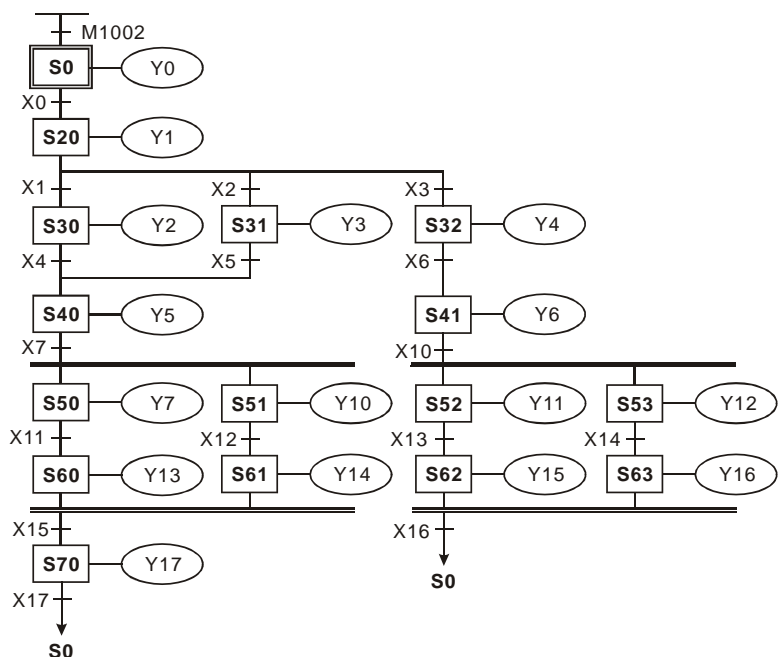 M1002
S0 Y0
X0
S20 Y1
X1 X2 X3
S30 Y2 S31 Y3 S32 Y4
X4 X5 X6
S40 Y5 S41 Y6
X7 X10
S50 Y7 S51 Y10 S52 Y11 S53 Y12
X11 X12 X13 X14
S60 Y13 S61 Y14 S62 Y15 S63 Y16
X15 X16
S70 Y17 S0
X17
S0